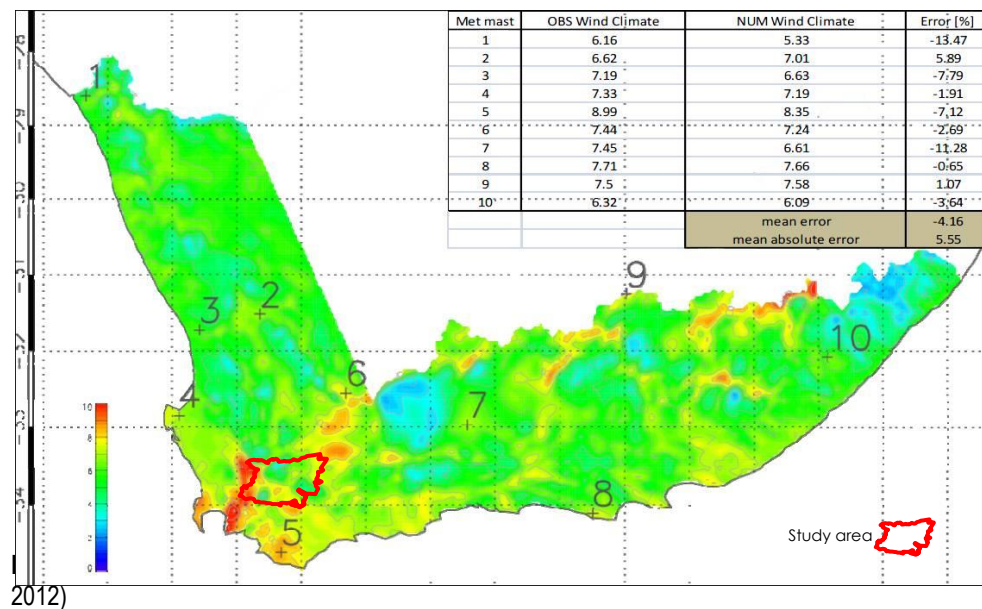 Met mast OBS Wind Climate NUM Wind Climate Error [%]
1 6.16 5.33 -13.47
2 6.62 7.01 5.89
3 7.19 6.63 -7.79
4 7.33 7.19 -1.91
5 8.99 8.35 -7.12
6 7.44 7.24 -2.69
7 7.45 6.61 -11.28
8 7.71 7.66 -0.65
9 7.5 7.58 1.07
10 6.32 6.09 -3.64
mean error -4.16
mean absolute error 5.55
1
9
2
3
10
6
4
7
10
8
6
4
2
0
8
5
-29
-31
-34
Study area
2012)